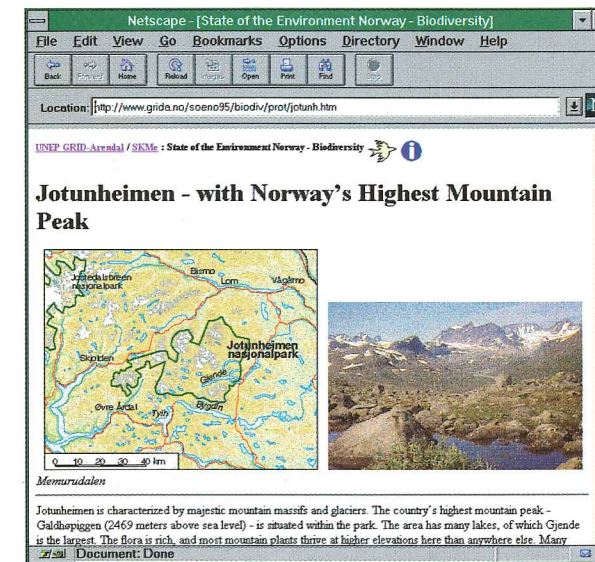 Netscape - [State of the Environment Norway - Biodiversity]
File Edit View Go Bookmarks Options Directory Window Help
Back Forward Home Reload Images Open Print Find Stop
Location: http://www.grida.no/soeno95/biodiv/prot/jotunh.htm
UNEP GRID-Arendal / SKMe : State of the Environment Norway - Biodiversity
Jotunheimen - with Norway's Highest Mountain
Peak
Jostedalsbreen
nasjonalpark
Bismo
Lom
Vågåmo
Jotunheimen
nasjonalpark
Skjolden
Gjende
Øvre Årdal
Tyin
Bygdin
0 10 20 30 40 km
Memurudalen
Jotunheimen is characterized by majestic mountain massifs and glaciers. The country's highest mountain peak -
Galdhøpiggen (2469 meters above sea level) - is situated within the park. The area has many lakes, of which Gjende
is the largest. The flora is rich, and most mountain plants thrive at higher elevations here than anywhere else. Many
Document: Done